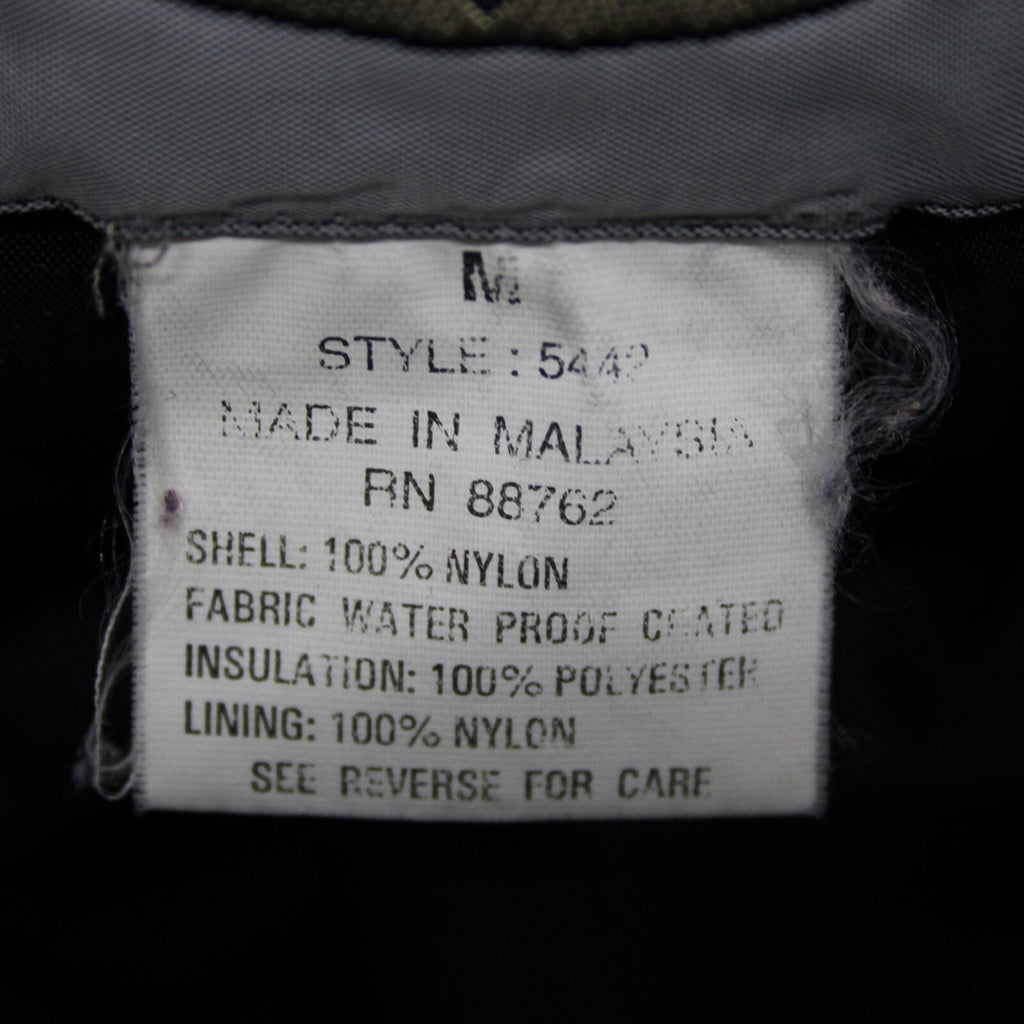 M
STYLE : 5442
MADE IN MALAYSIA
RN 88762
SHELL: 100% NYLON
FABRIC WATER PROOF COATED
INSULATION: 100% POLYESTER
LINING: 100% NYLON
SEE REVERSE FOR CARE